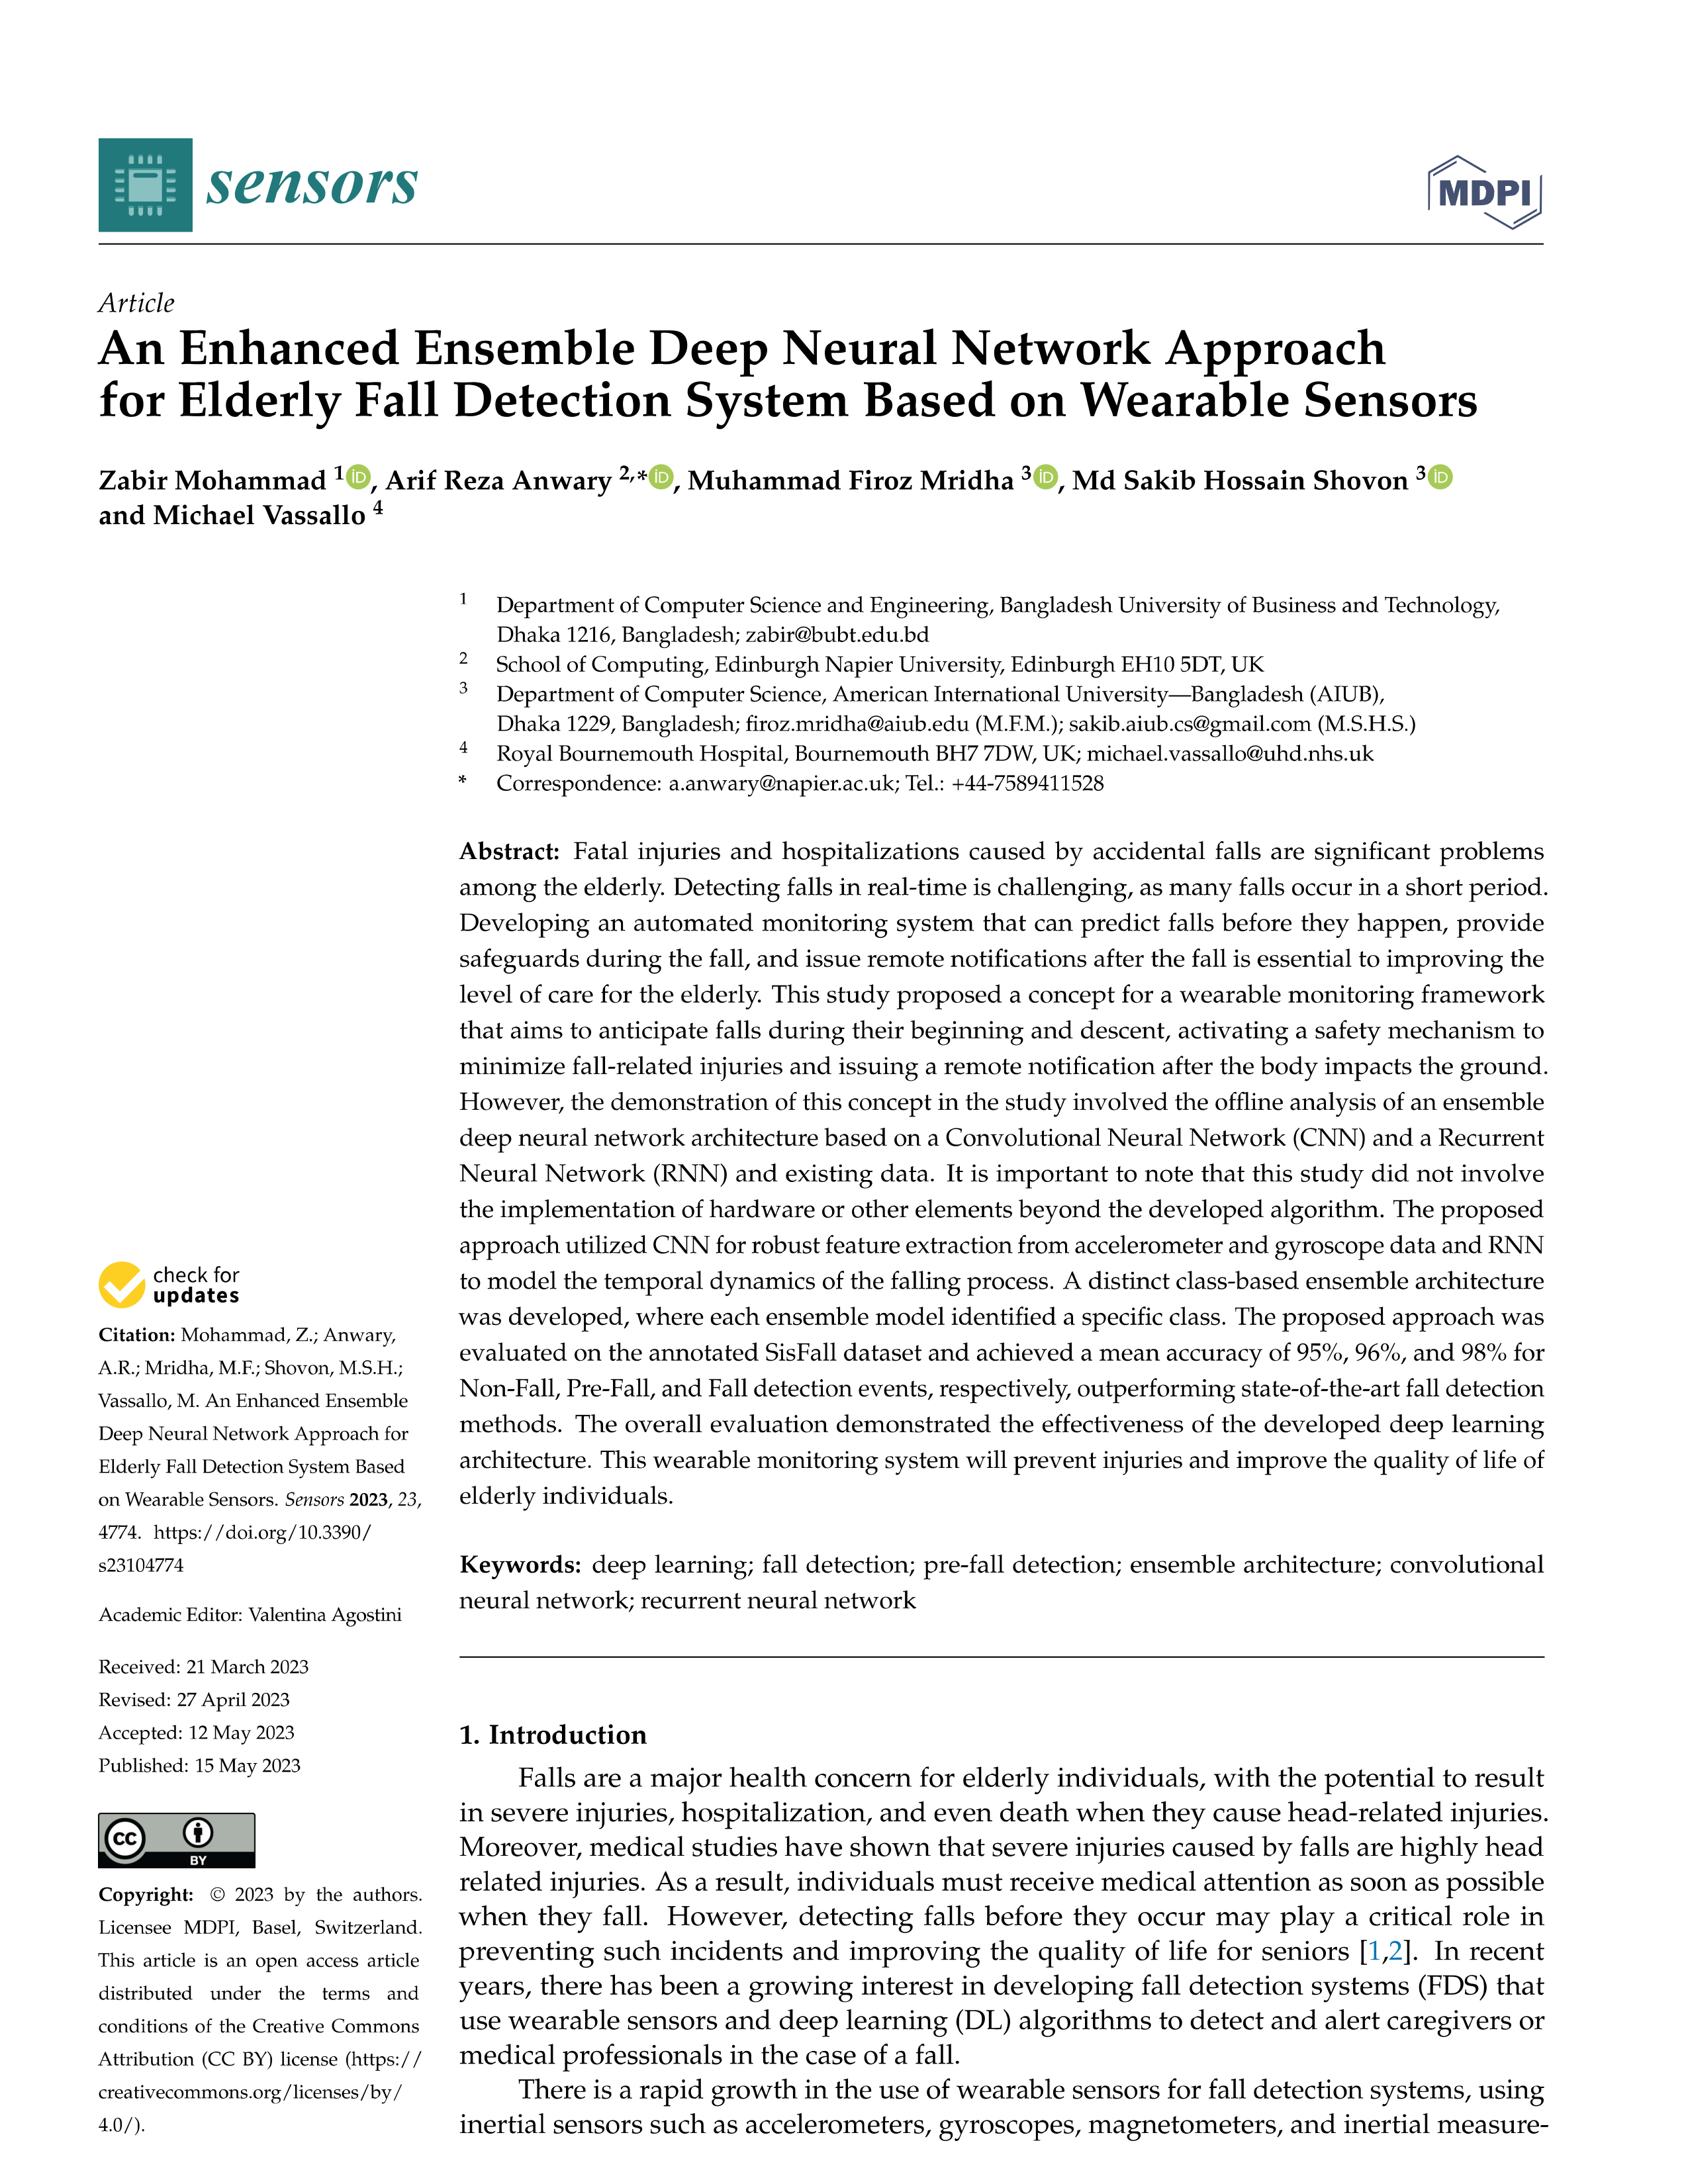 sensors
MDPI
Article
An Enhanced Ensemble Deep Neural Network Approach
for Elderly Fall Detection System Based on Wearable Sensors
Zabir Mohammad 1 iD, Arif Reza Anwary 2,* iD, Muhammad Firoz Mridha 3 iD, Md Sakib Hossain Shovon 3 iD
and Michael Vassallo 4
1 Department of Computer Science and Engineering, Bangladesh University of Business and Technology,
Dhaka 1216, Bangladesh; zabir@bubt.edu.bd
2 School of Computing, Edinburgh Napier University, Edinburgh EH10 5DT, UK
3 Department of Computer Science, American International University—Bangladesh (AIUB),
Dhaka 1229, Bangladesh; firoz.mridha@aiub.edu (M.F.M.); sakib.aiub.cs@gmail.com (M.S.H.S.)
4 Royal Bournemouth Hospital, Bournemouth BH7 7DW, UK; michael.vassallo@uhd.nhs.uk
* Correspondence: a.anwary@napier.ac.uk; Tel.: +44-7589411528
Abstract: Fatal injuries and hospitalizations caused by accidental falls are significant problems
among the elderly. Detecting falls in real-time is challenging, as many falls occur in a short period.
Developing an automated monitoring system that can predict falls before they happen, provide
safeguards during the fall, and issue remote notifications after the fall is essential to improving the
level of care for the elderly. This study proposed a concept for a wearable monitoring framework
that aims to anticipate falls during their beginning and descent, activating a safety mechanism to
minimize fall-related injuries and issuing a remote notification after the body impacts the ground.
However, the demonstration of this concept in the study involved the offline analysis of an ensemble
deep neural network architecture based on a Convolutional Neural Network (CNN) and a Recurrent
Neural Network (RNN) and existing data. It is important to note that this study did not involve
the implementation of hardware or other elements beyond the developed algorithm. The proposed
approach utilized CNN for robust feature extraction from accelerometer and gyroscope data and RNN
to model the temporal dynamics of the falling process. A distinct class-based ensemble architecture
was developed, where each ensemble model identified a specific class. The proposed approach was
evaluated on the annotated SisFall dataset and achieved a mean accuracy of 95%, 96%, and 98% for
Non-Fall, Pre-Fall, and Fall detection events, respectively, outperforming state-of-the-art fall detection
methods. The overall evaluation demonstrated the effectiveness of the developed deep learning
architecture. This wearable monitoring system will prevent injuries and improve the quality of life of
elderly individuals.
Keywords: deep learning; fall detection; pre-fall detection; ensemble architecture; convolutional
neural network; recurrent neural network
check for
updates
Citation: Mohammad, Z.; Anwary,
A.R.; Mridha, M.F.; Shovon, M.S.H.;
Vassallo, M. An Enhanced Ensemble
Deep Neural Network Approach for
Elderly Fall Detection System Based
on Wearable Sensors. Sensors 2023, 23,
4774. https://doi.org/10.3390/
s23104774
Academic Editor: Valentina Agostini
Received: 21 March 2023
Revised: 27 April 2023
Accepted: 12 May 2023
Published: 15 May 2023
cc
BY
Copyright: © 2023 by the authors.
Licensee MDPI, Basel, Switzerland.
This article is an open access article
distributed under the terms and
conditions of the Creative Commons
Attribution (CC BY) license (https://
creativecommons.org/licenses/by/
4.0/).
1. Introduction
Falls are a major health concern for elderly individuals, with the potential to result
in severe injuries, hospitalization, and even death when they cause head-related injuries.
Moreover, medical studies have shown that severe injuries caused by falls are highly head
related injuries. As a result, individuals must receive medical attention as soon as possible
when they fall. However, detecting falls before they occur may play a critical role in
preventing such incidents and improving the quality of life for seniors [1,2]. In recent
years, there has been a growing interest in developing fall detection systems (FDS) that
use wearable sensors and deep learning (DL) algorithms to detect and alert caregivers or
medical professionals in the case of a fall.
There is a rapid growth in the use of wearable sensors for fall detection systems, using
inertial sensors such as accelerometers, gyroscopes, magnetometers, and inertial measure-